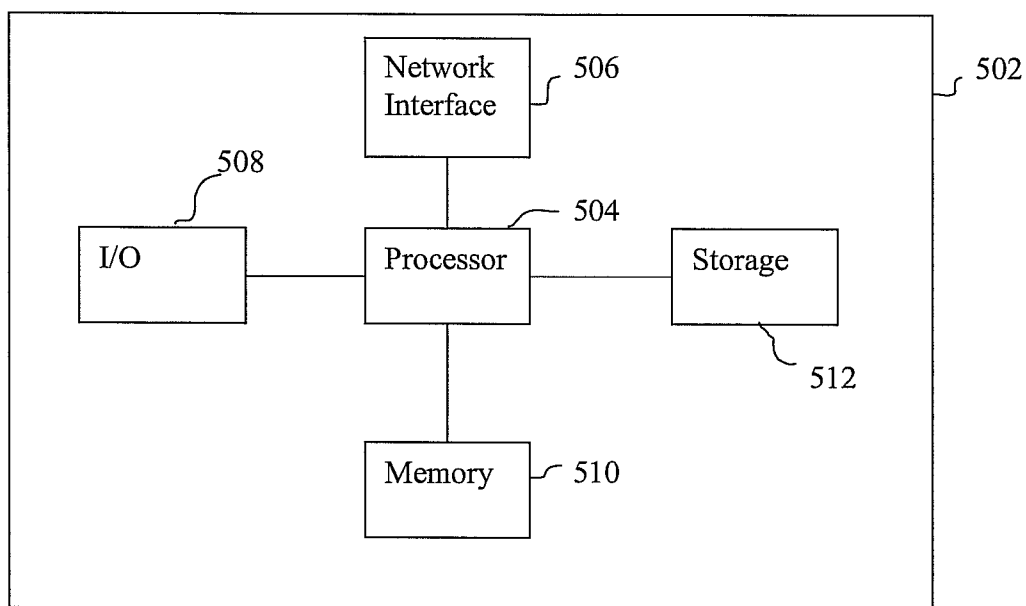 Network
Interface
506
502
508
504
I/O
Processor
Storage
512
Memory
510